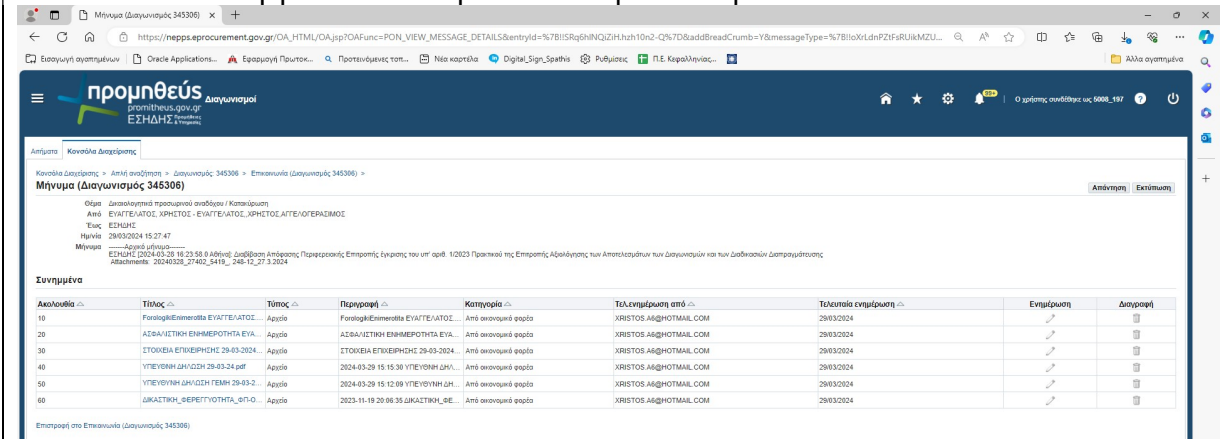 Μήνυμα (Διαγωνισμός 345306)
https://nepps.eprocurement.gov.gr/OA_HTML/OA.jsp?OAFunc=PON_VIEW_MESSAGE_DETAILS&entryId=
Εισαγωγή αγαπημένων Oracle Applications... Εφαρμογή Πρωτοκ... Προτεινόμενες τοπ... Νέα καρτέλα Digital_Sign_Spathis Ρυθμίσεις Π.Ε. Κεφαλληνίας... Άλλα αγαπημένα
προμηθεύς Διαγωνισμοί
promitheus.gov.gr
ΕΣΗΔΗΣ Προμήθειες & Υπηρεσίες
99+ Ο χρήστης συνδέθηκε ως 5008_197 ?
Αιτήματα Κονσόλα Διαχείρισης
Κονσόλα Διαχείρισης > Απλή αναζήτηση > Διαγωνισμός: 345306 > Επικοινωνία (Διαγωνισμός 345306) >
Μήνυμα (Διαγωνισμός 345306) Απάντηση Εκτύπωση
Θέμα Δικαιολογητικά προσωρινού αναδόχου / Κατακύρωση
Από ΕΥΑΓΓΕΛΑΤΟΣ, ΧΡΗΣΤΟΣ - ΕΥΑΓΓΕΛΑΤΟΣ,,ΧΡΗΣΤΟΣ,ΑΓΓΕΛΟΓΕΡΑΣΙΜΟΣ
Έως ΕΣΗΔΗΣ
Ημ/νία 29/03/2024 15:27:47
Μήνυμα -------Αρχικό μήνυμα-------
ΕΣΗΔΗΣ [2024-03-28 16:23:58.0 Αθήνα]: Διαβίβαση Απόφασης Περιφερειακής Επιτροπής έγκρισης του υπ' αριθ. 1/2023 Πρακτικού της Επιτροπής Αξιολόγησης των Αποτελεσμάτων των Διαγωνισμών και των Διαδικασιών Διαπραγμάτευσης
Attachments: 20240328_27402_5419_, 248-12_27.3.2024
Συνημμένα
Ακολουθία Τίτλος Τύπος Περιγραφή Κατηγορία Τελ.ενημέρωση από Τελευταία ενημέρωση Ενημέρωση Διαγραφή
10 ForologikiEnimerotita ΕΥΑΓΓΕΛΑΤΟΣ... Αρχείο ForologikiEnimerotita ΕΥΑΓΓΕΛΑΤΟΣ... Από οικονομικό φορέα XRISTOS.A6@HOTMAIL.COM 29/03/2024
20 ΑΣΦΑΛΙΣΤΙΚΗ ΕΝΗΜΕΡΟΤΗΤΑ ΕΥΑ... Αρχείο ΑΣΦΑΛΙΣΤΙΚΗ ΕΝΗΜΕΡΟΤΗΤΑ ΕΥΑ... Από οικονομικό φορέα XRISTOS.A6@HOTMAIL.COM 29/03/2024
30 ΣΤΟΙΧΕΙΑ ΕΠΙΧΕΙΡΗΣΗΣ 29-03-2024... Αρχείο ΣΤΟΙΧΕΙΑ ΕΠΙΧΕΙΡΗΣΗΣ 29-03-2024... Από οικονομικό φορέα XRISTOS.A6@HOTMAIL.COM 29/03/2024
40 ΥΠΕΥΘΝΗ ΔΗΛΩΣΗ 29-03-24.pdf Αρχείο 2024-03-29 15:15:30 ΥΠΕΥΘΝΗ ΔΗΛ... Από οικονομικό φορέα XRISTOS.A6@HOTMAIL.COM 29/03/2024
50 ΥΠΕΥΘΥΝΗ ΔΗΛΩΣΗ ΓΕΜΗ 29-03-2... Αρχείο 2024-03-29 15:12:09 ΥΠΕΥΘΥΝΗ ΔΗ... Από οικονομικό φορέα XRISTOS.A6@HOTMAIL.COM 29/03/2024
60 ΔΙΚΑΣΤΙΚΗ_ΦΕΡΕΓΓΥΟΤΗΤΑ_ΦΠ-Ο... Αρχείο 2023-11-19 20:06:35 ΔΙΚΑΣΤΙΚΗ_ΦΕ... Από οικονομικό φορέα XRISTOS.A6@HOTMAIL.COM 29/03/2024
Επιστροφή στο Επικοινωνία (Διαγωνισμός 345306)